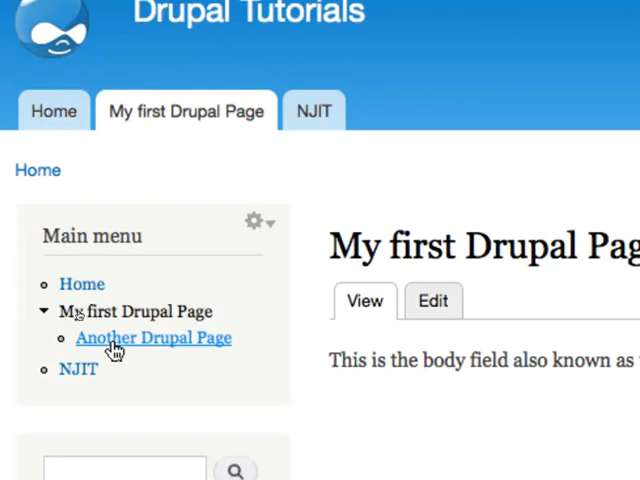 Drupal Tutorials
Home
My first Drupal Page
NJIT
Home
Main menu
Home
My first Drupal Page
Another Drupal Page
NJIT
My first Drupal Pag
View
Edit
This is the body field also known as